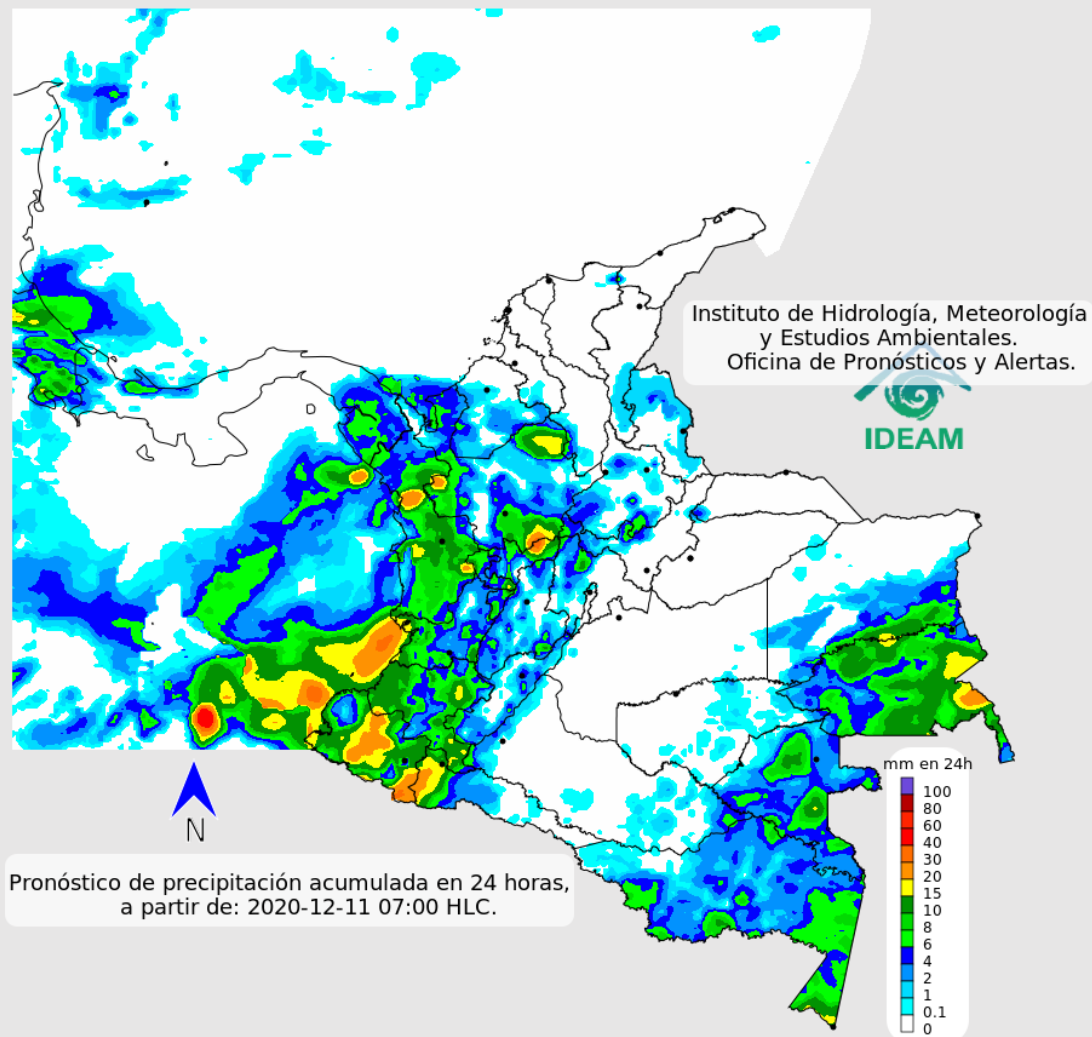 Instituto de Hidrología, Meteorología
y Estudios Ambientales.
Oficina de Pronósticos y Alertas.
IDEAM
N
Pronóstico de precipitación acumulada en 24 horas,
a partir de: 2020-12-11 07:00 HLC.
mm en 24h
100
80
60
40
30
20
15
10
8
6
4
2
1
0.1
0